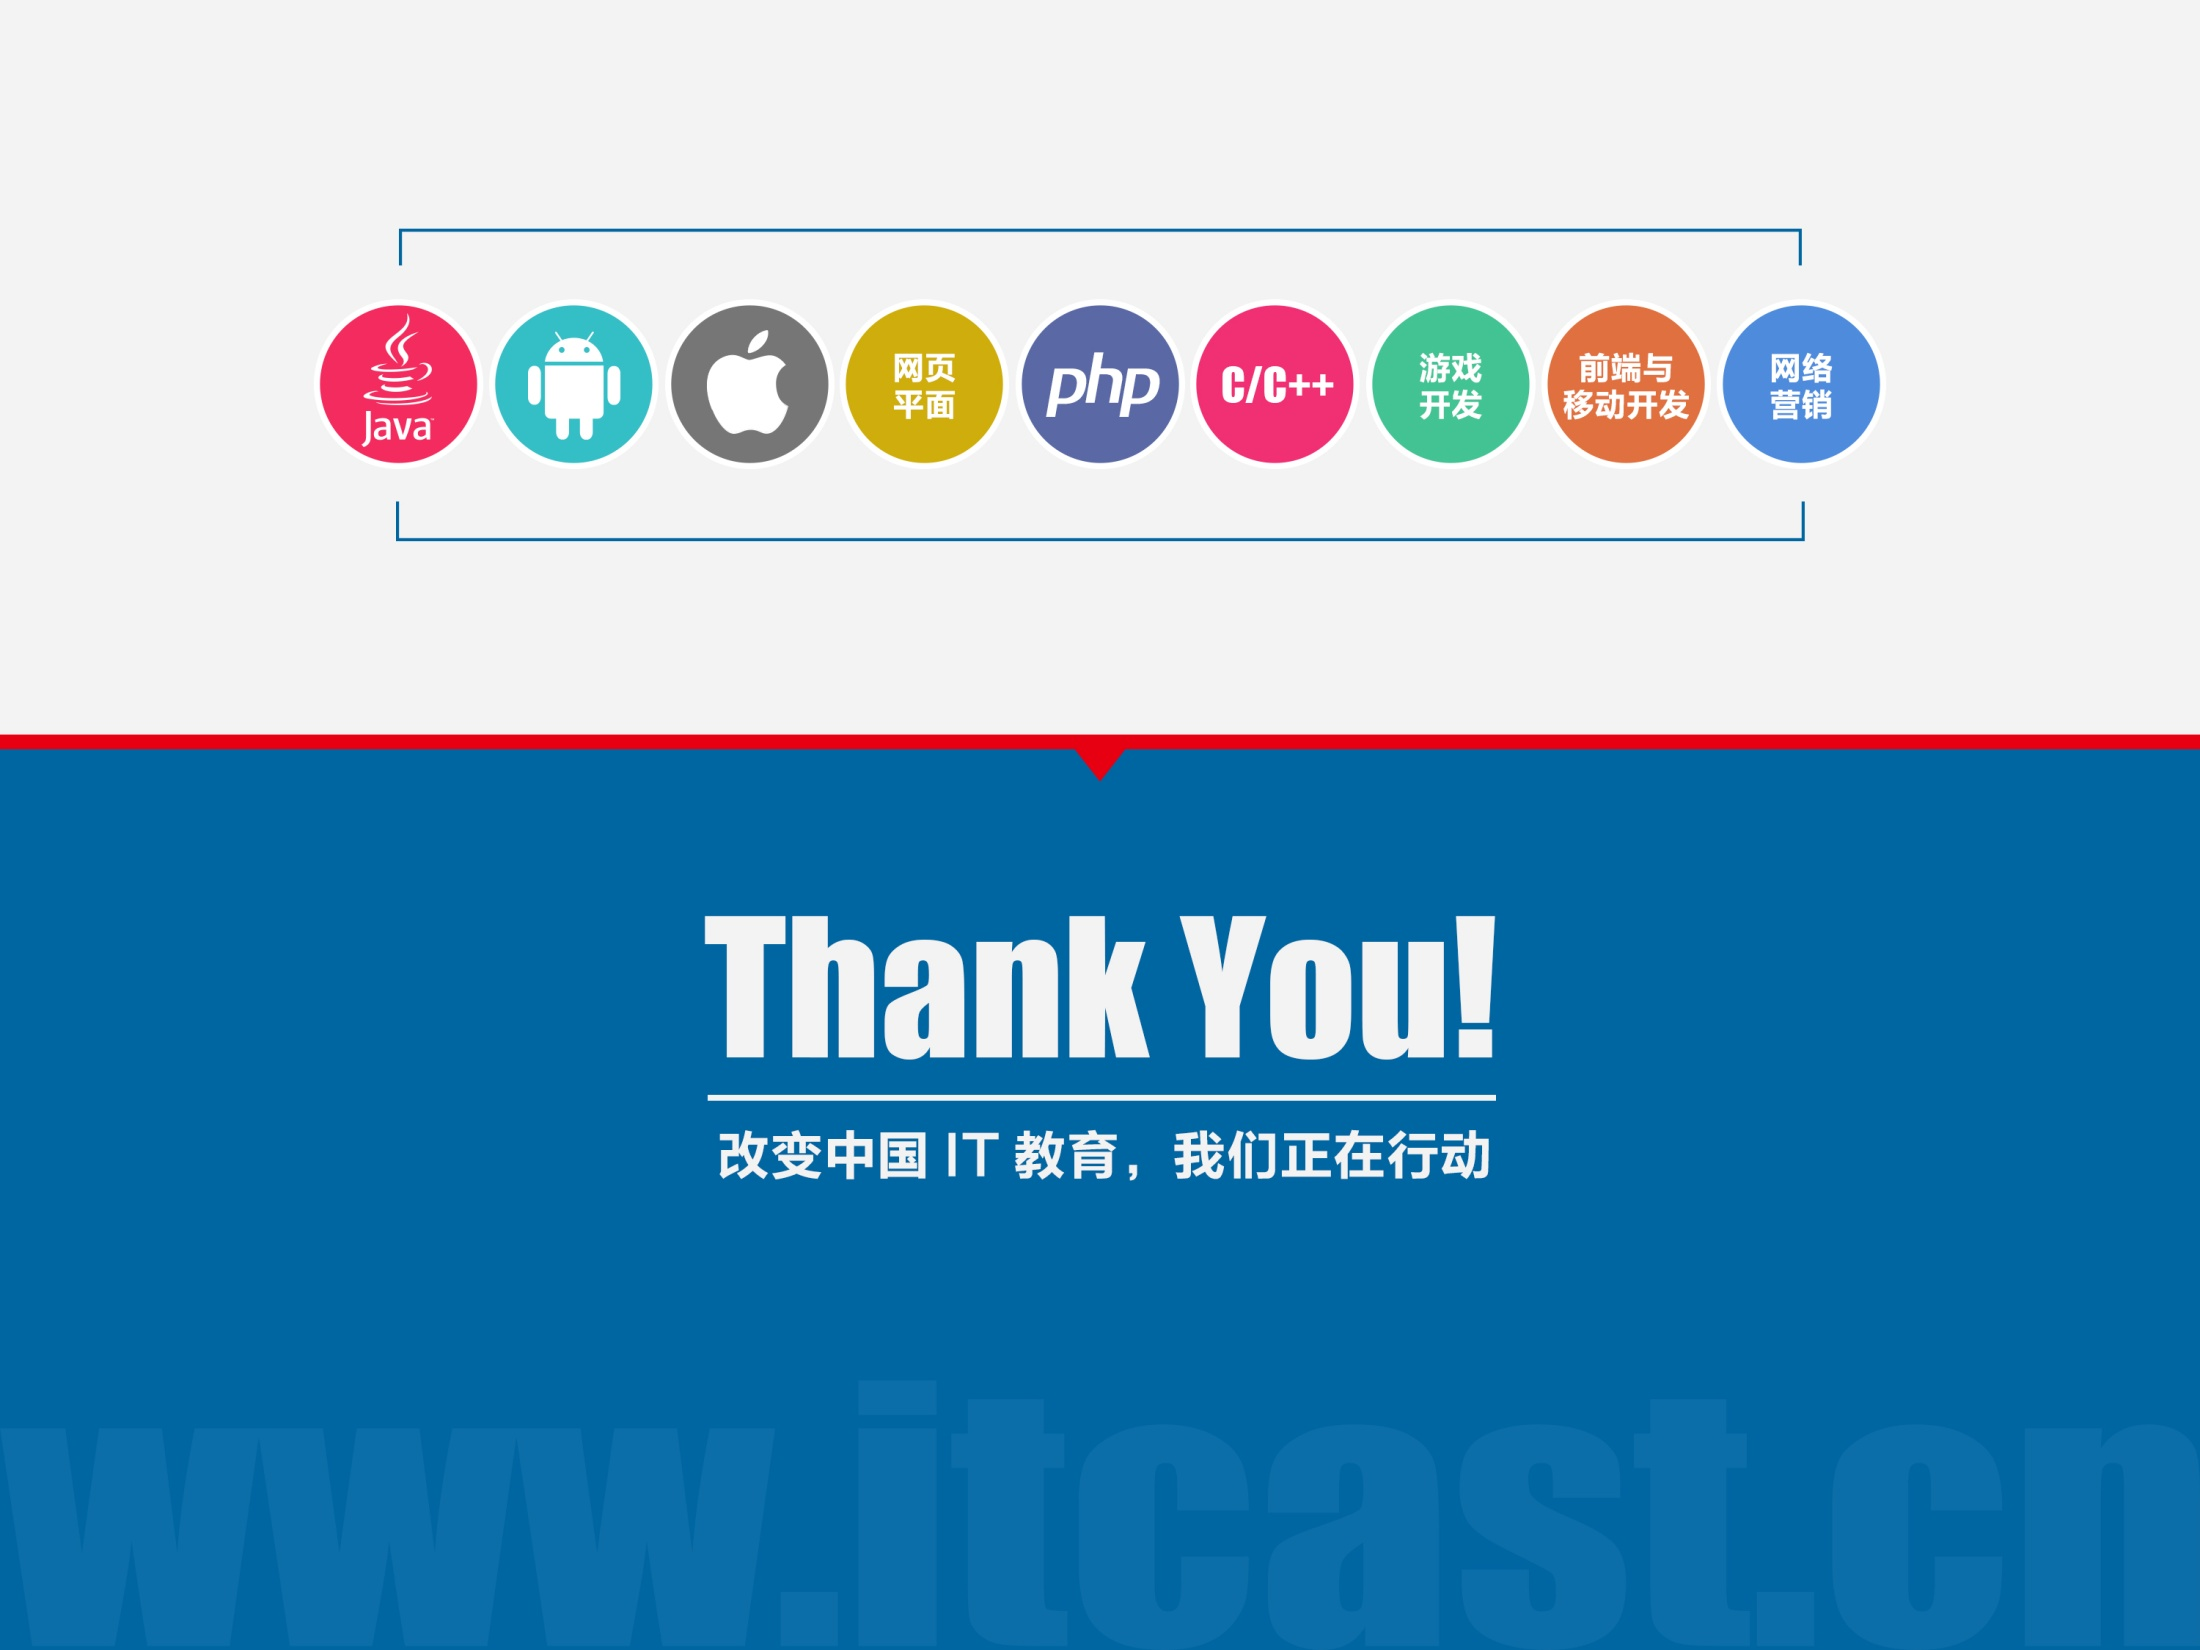 Java
网页
平面
php
C/C++
游戏
开发
前端与
移动开发
网络
营销
Thank You!
改变中国 IT 教育，我们正在行动
www.itcast.cn